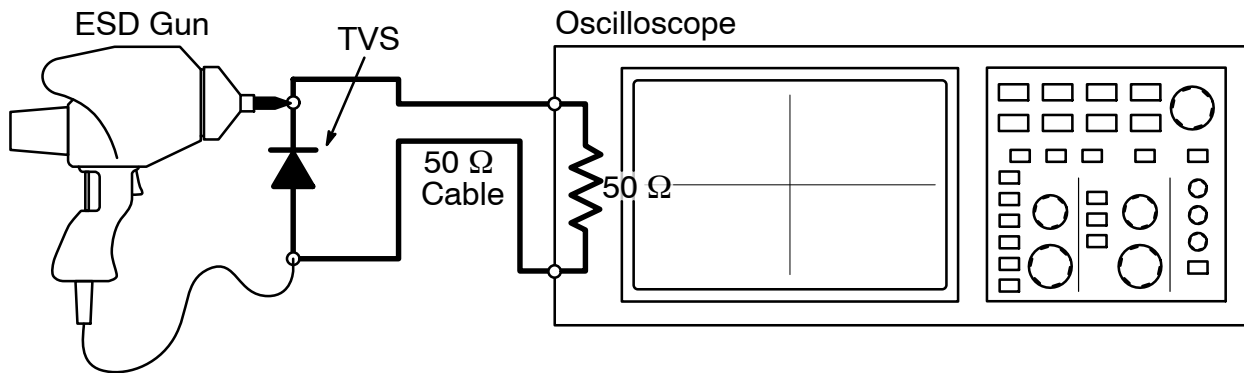 ESD Gun
TVS
Oscilloscope
50 Ω
Cable
50 Ω